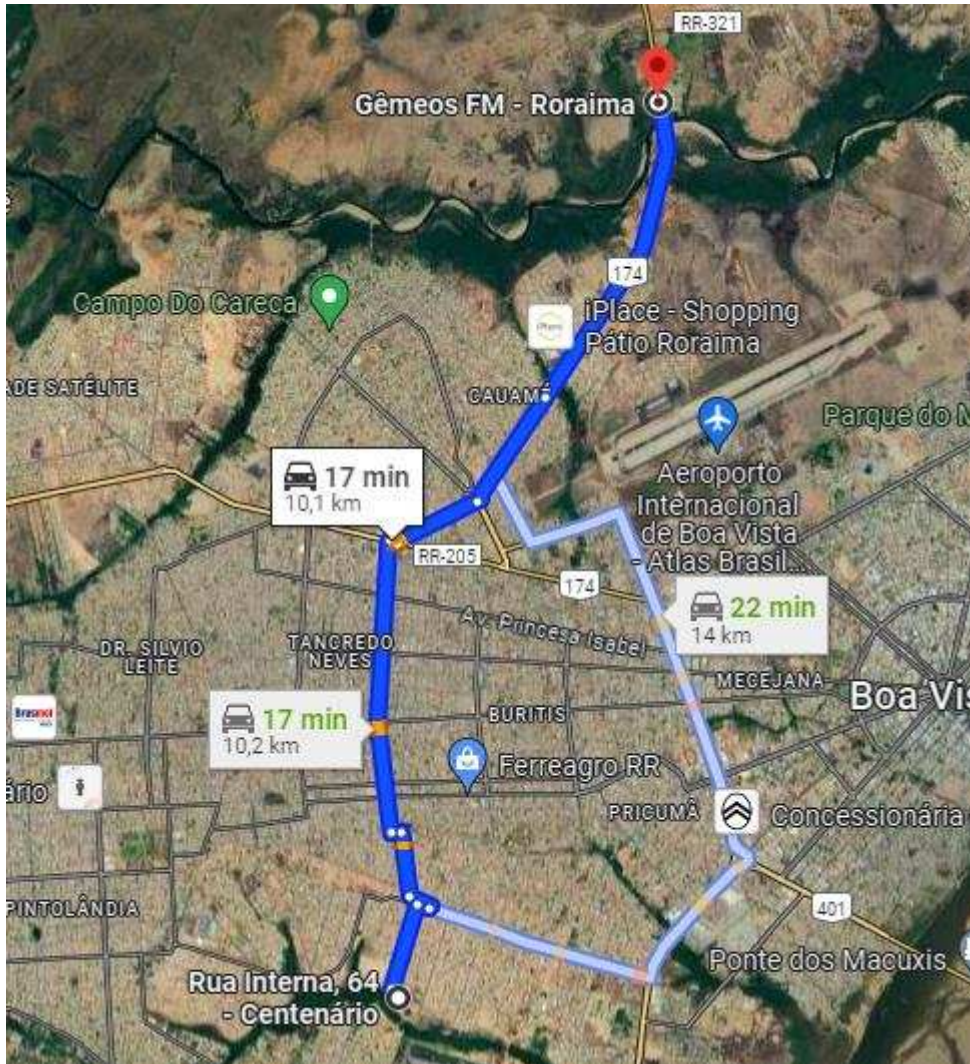 RR-321
Gêmeos FM - Roraima
174
Campo Do Careca
iPlace - Shopping
Pátio Roraima
ADE SATÉLITE
CAUAMÉ
Parque do
17 min
10,1 km
Aeroporto
Internacional
de Boa Vista
- Atlas Brasil...
RR-205
174
22 min
14 km
Av. Princesa Isabel
DR. SILVIO
LEITE
TANCREDO
NEVES
MECEJANA
Boa Vis
17 min
10,2 km
BURITIS
Ferreagro RR
ário
PRICUMÃ
Concessionária
PINTOLÂNDIA
401
Ponte dos Macuxis
Rua Interna, 64
- Centenário